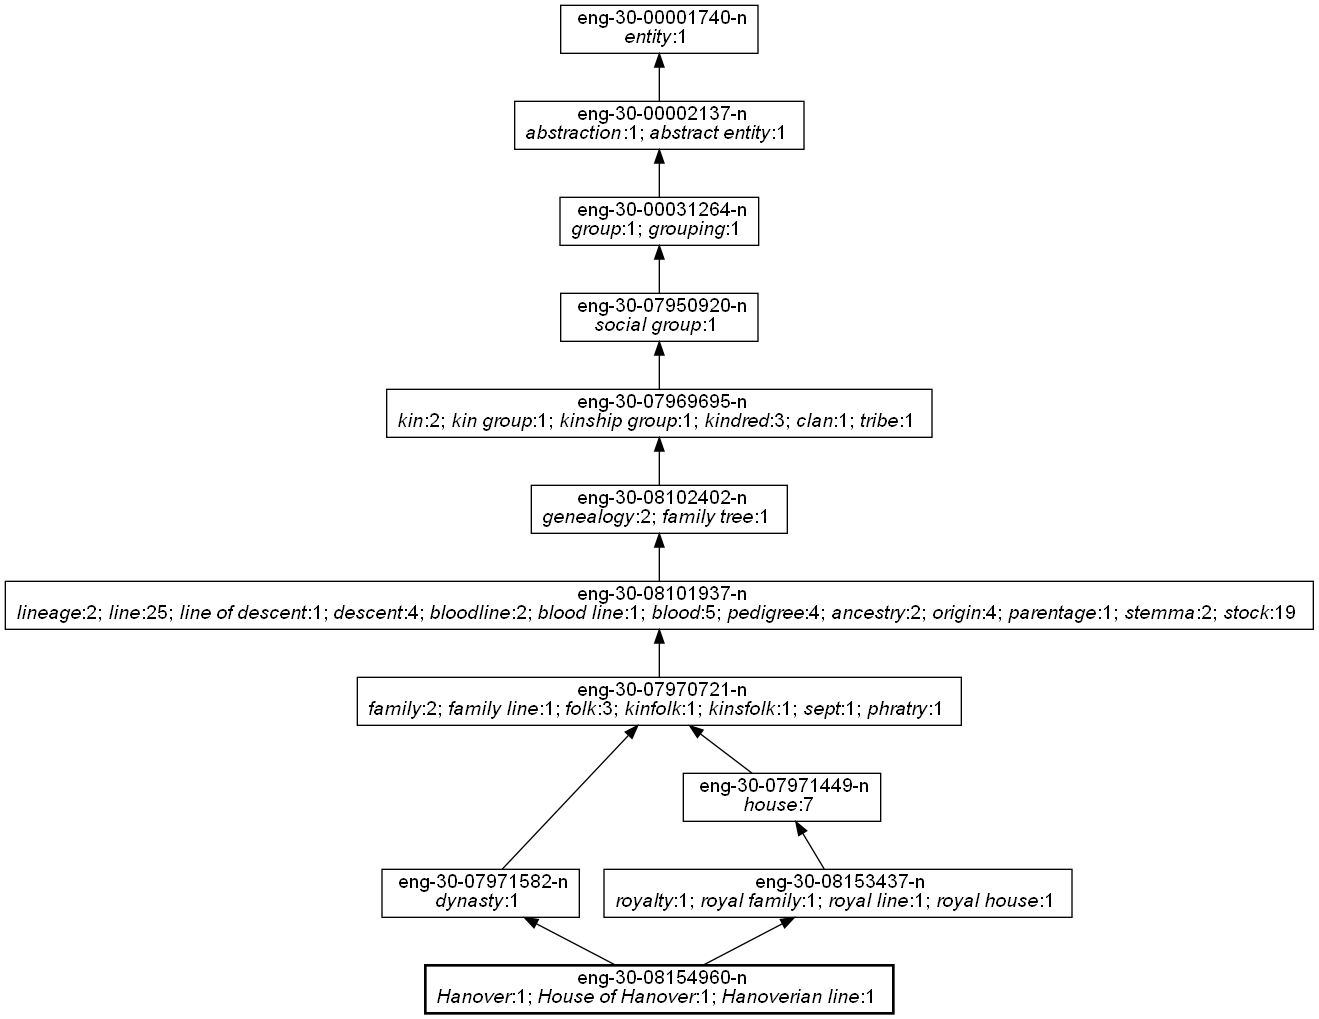 eng-30-00001740-n
entity:1
eng-30-00002137-n
abstraction:1; abstract entity:1
eng-30-00031264-n
group:1; grouping:1
eng-30-07950920-n
social group:1
eng-30-07969695-n
kin:2; kin group:1; kinship group:1; kindred:3; clan:1; tribe:1
eng-30-08102402-n
genealogy:2; family tree:1
eng-30-08101937-n
lineage:2; line:25; line of descent:1; descent:4; bloodline:2; blood line:1; blood:5; pedigree:4; ancestry:2; origin:4; parentage:1; stemma:2; stock:19
eng-30-07970721-n
family:2; family line:1; folk:3; kinfolk:1; kinsfolk:1; sept:1; phratry:1
eng-30-07971449-n
house:7
eng-30-07971582-n
dynasty:1
eng-30-08153437-n
royalty:1; royal family:1; royal line:1; royal house:1
eng-30-08154960-n
Hanover:1; House of Hanover:1; Hanoverian line:1